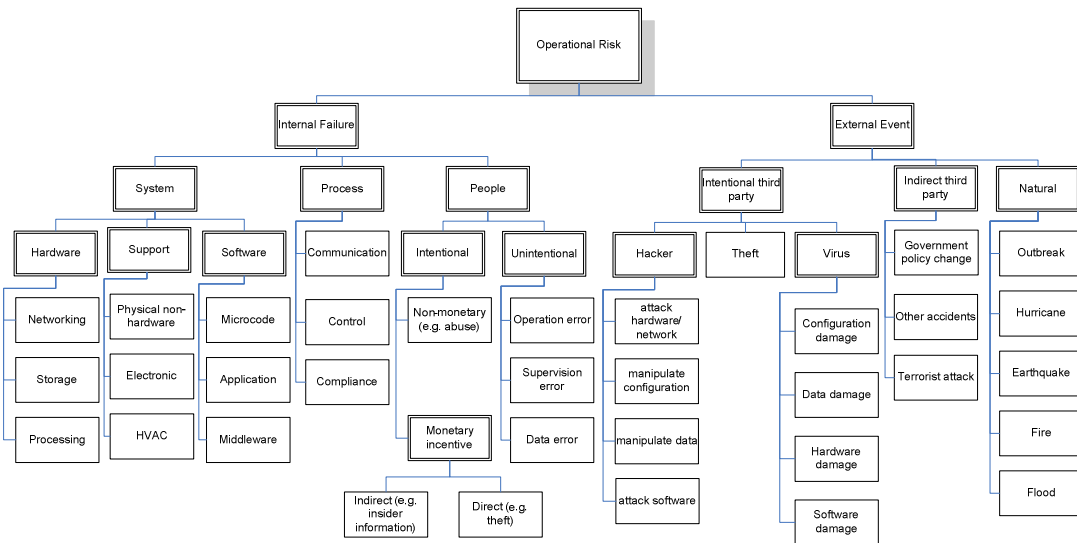 Operational Risk
Internal Failure
External Event
System
Process
People
Intentional third
party
Indirect third
party
Natural
Hardware
Support
Software
Communication
Intentional
Unintentional
Hacker
Theft
Virus
Government
policy change
Outbreak
Networking
Physical non-
hardware
Microcode
Control
Non-monetary
(e.g. abuse)
Operation error
attack
hardware/
network
Configuration
damage
Other accidents
Hurricane
Storage
Electronic
Application
Compliance
Supervision
error
manipulate
configuration
Data damage
Terrorist attack
Earthquake
Processing
HVAC
Middleware
Monetary
incentive
Data error
manipulate data
Hardware
damage
Fire
Indirect (e.g.
insider
information)
Direct (e.g.
theft)
attack software
Software
damage
Flood